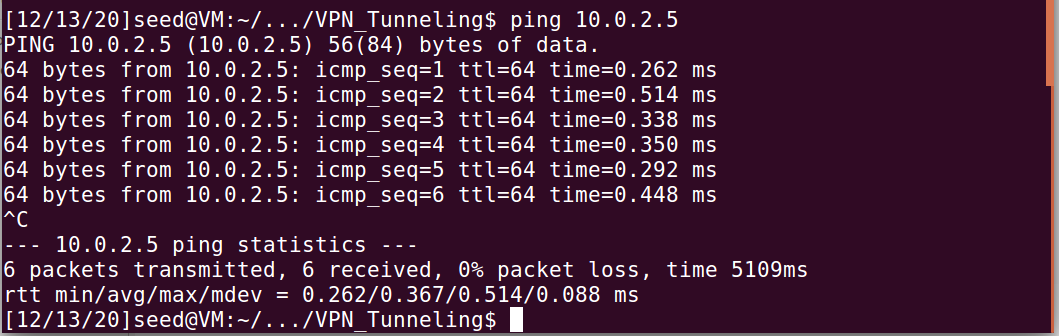 [12/13/20]seed@VM:~/.../VPN_Tunneling$ ping 10.0.2.5
PING 10.0.2.5 (10.0.2.5) 56(84) bytes of data.
64 bytes from 10.0.2.5: icmp_seq=1 ttl=64 time=0.262 ms
64 bytes from 10.0.2.5: icmp_seq=2 ttl=64 time=0.514 ms
64 bytes from 10.0.2.5: icmp_seq=3 ttl=64 time=0.338 ms
64 bytes from 10.0.2.5: icmp_seq=4 ttl=64 time=0.350 ms
64 bytes from 10.0.2.5: icmp_seq=5 ttl=64 time=0.292 ms
64 bytes from 10.0.2.5: icmp_seq=6 ttl=64 time=0.448 ms
^C
--- 10.0.2.5 ping statistics ---
6 packets transmitted, 6 received, 0% packet loss, time 5109ms
rtt min/avg/max/mdev = 0.262/0.367/0.514/0.088 ms
[12/13/20]seed@VM:~/.../VPN_Tunneling$